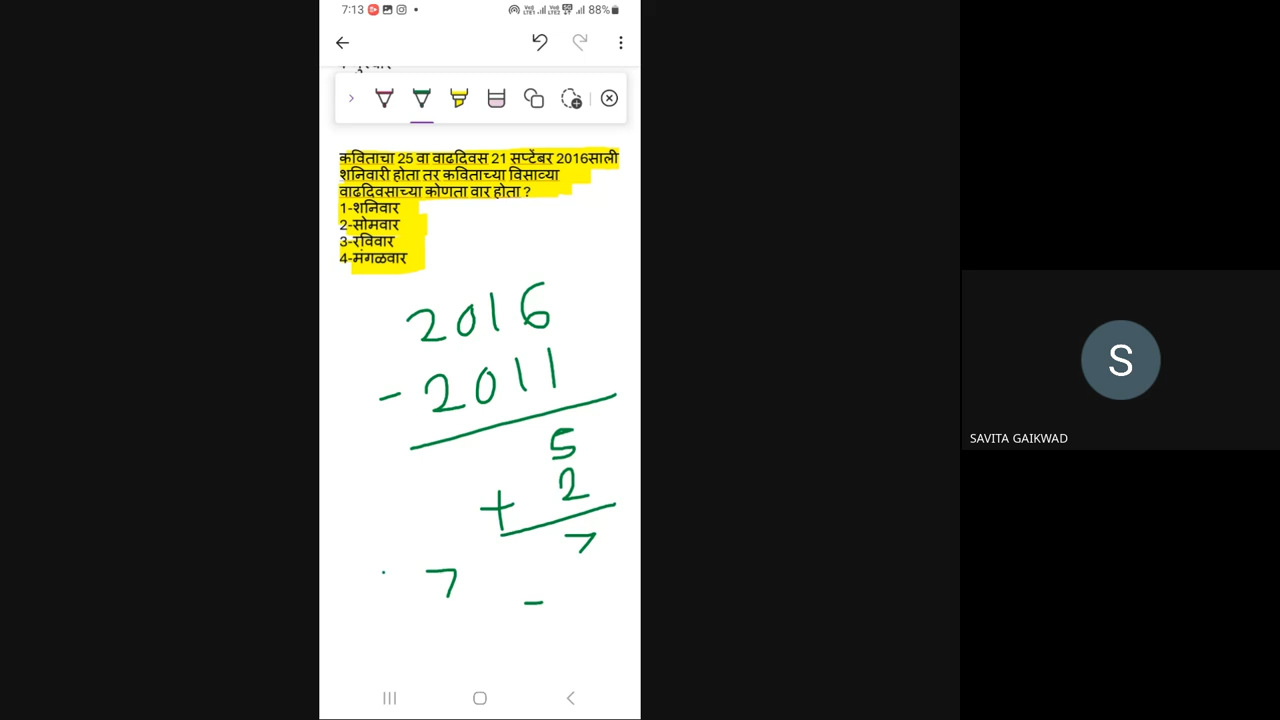 7:13
88%
कविताचा 25 वा वाढदिवस 21 सप्टेंबर 2016साली
शनिवारी होता तर कविताच्या विसाव्या
वाढदिवसाच्या कोणता वार होता ?
1-शनिवार
2-सोमवार
3-रविवार
4-मंगळवार
2016
- 2011
5
+ 2
7
7 -
S
SAVITA GAIKWAD